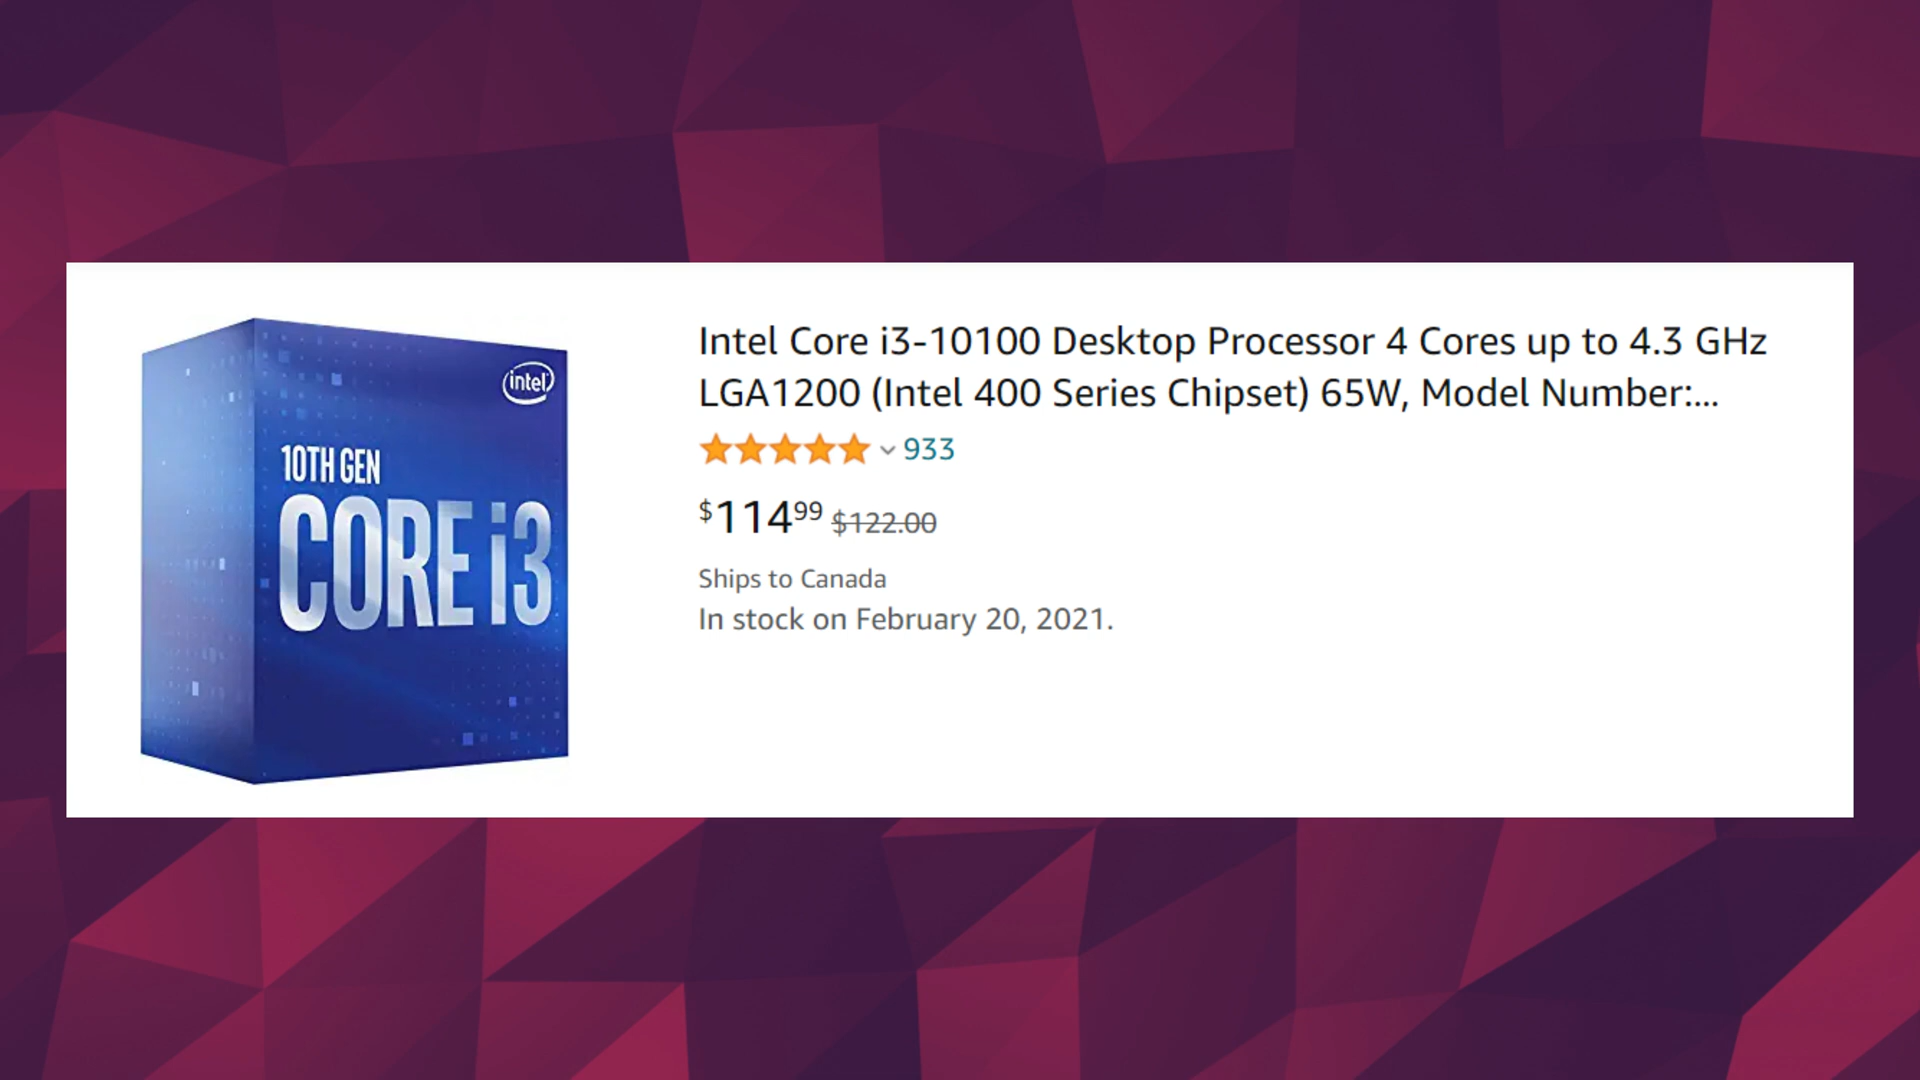 intel
10TH GEN
CORE i3
Intel Core i3-10100 Desktop Processor 4 Cores up to 4.3 GHz
LGA1200 (Intel 400 Series Chipset) 65W, Model Number:...
933
$114.99 $122.00
Ships to Canada
In stock on February 20, 2021.